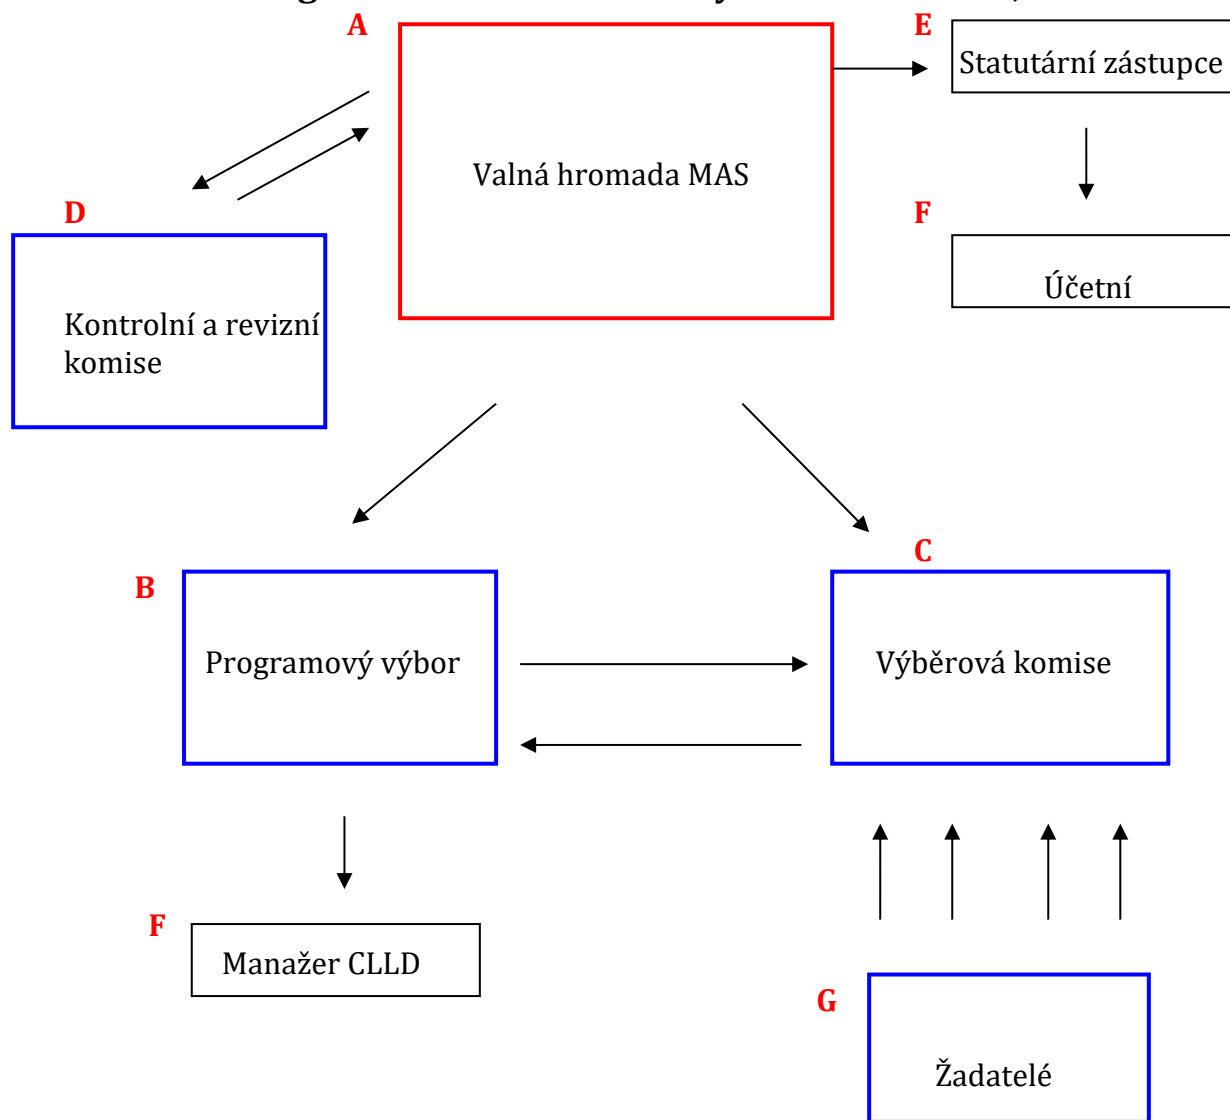 A
E
Statutární zástupce
Valná hromada MAS
D
F
Účetní
Kontrolní a revizní
komise
C
B
Programový výbor
Výběrová komise
F
Manažer CLLD
G
Žadatelé